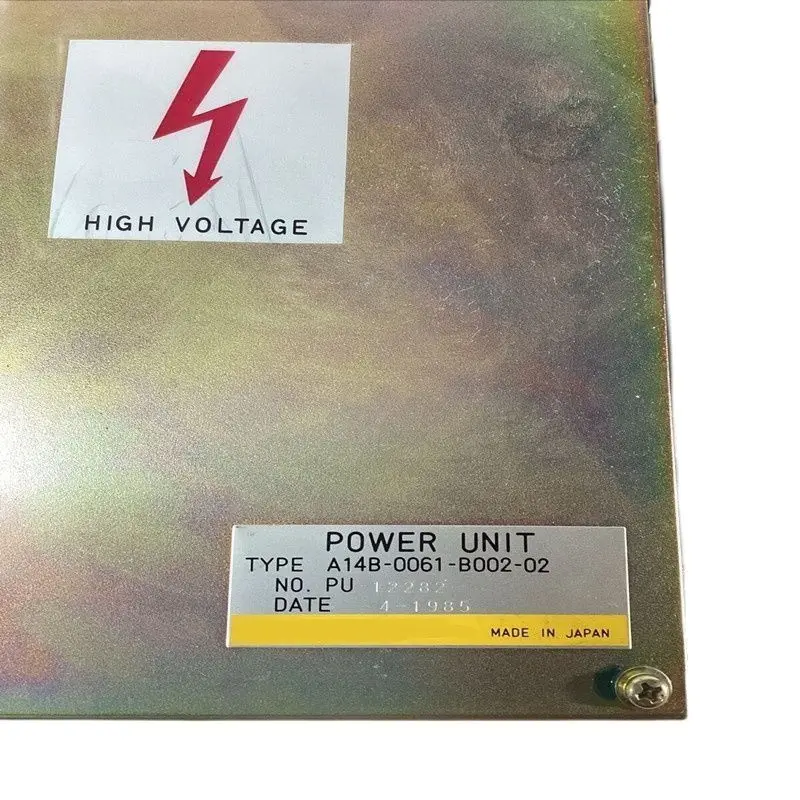 HIGH VOLTAGE
POWER UNIT
TYPE A14B-0061-B002-02
NO. PU 12282
DATE 4-1985
MADE IN JAPAN